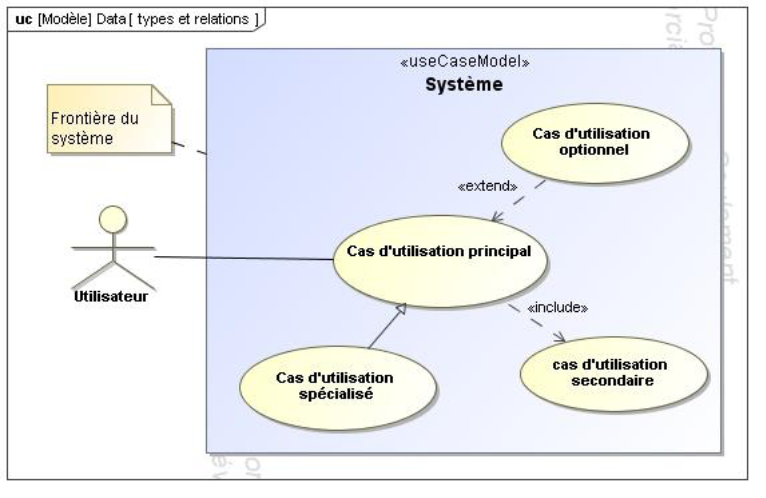 uc [Modèle] Data [ types et relations ]
«useCaseModel»
Système
Frontière du
système
Cas d'utilisation
optionnel
«extend»
Cas d'utilisation principal
Utilisateur
«include»
Cas d'utilisation
spécialisé
cas d'utilisation
secondaire